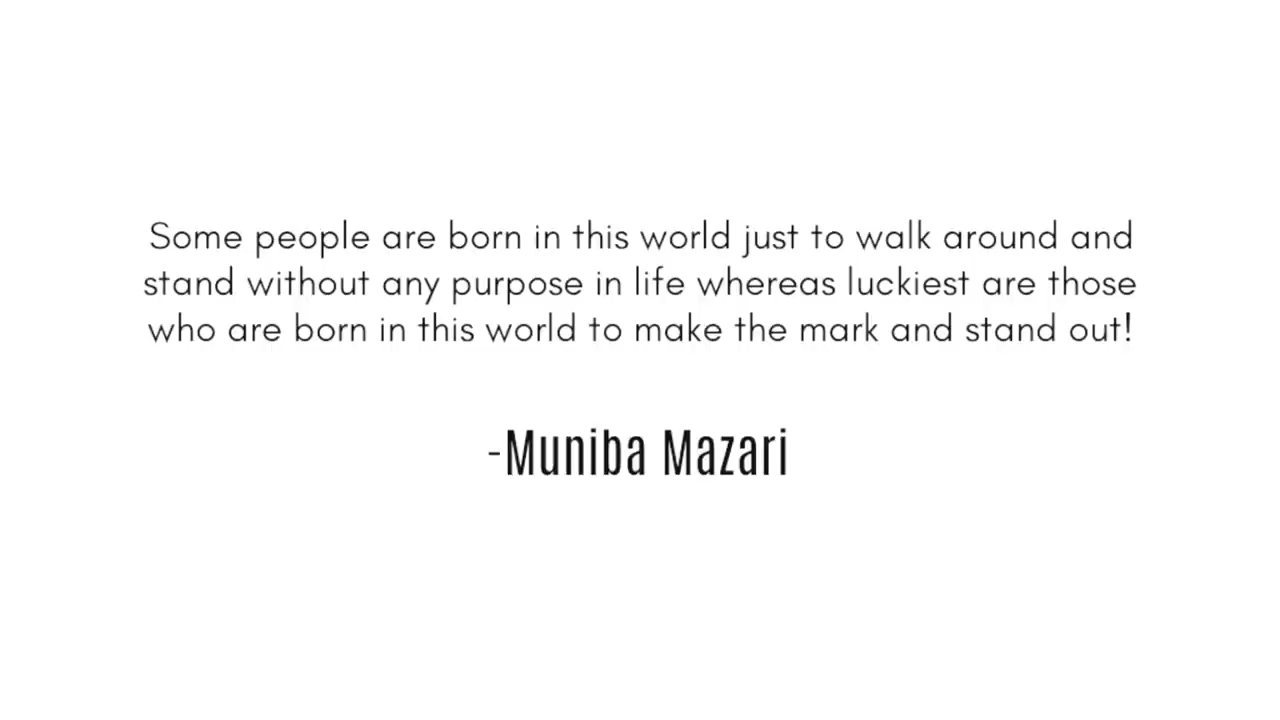 Some people are born in this world just to walk around and
stand without any purpose in life whereas luckiest are those
who are born in this world to make the mark and stand out!
-Muniba Mazari